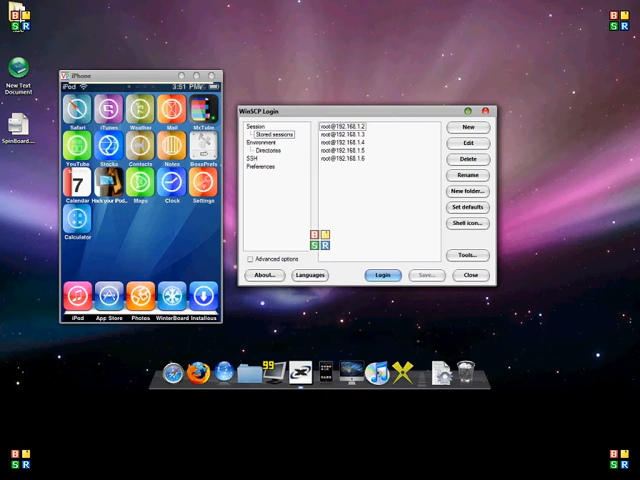 B
S R
B
S R
New Text
Document
SpinBoard....
iPhone
iPod 3:51 PM
Safari iTunes Weather Mail MxTube
YouTube Stocks Contacts Notes BossPrefs
7
Calendar Hack your iPod... Maps Clock Settings
Calculator
iPod App Store Photos WinterBoard Installous
WinSCP Login
Session
Stored sessions
Environment
Directories
SSH
Preferences
root@192.168.1.2
root@192.168.1.3
root@192.168.1.4
root@192.168.1.5
root@192.168.1.6
New
Edit
Delete
Rename
New folder...
Set defaults
Shell icon...
Tools...
B
S R
Advanced options
About... Languages Login Save... Close
99
B
S R
B
S R